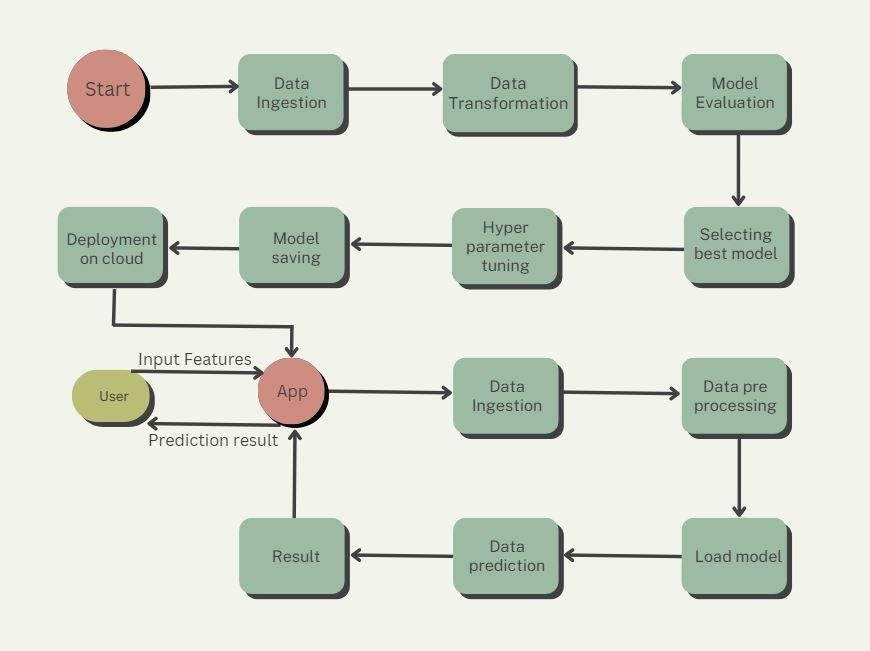 Start
Data
Ingestion
Data
Transformation
Model
Evaluation
Deployment
on cloud
Model
saving
Hyper
parameter
tuning
Selecting
best model
Input Features
User
App
Data
Ingestion
Data pre
processing
Prediction result
Result
Data
prediction
Load model